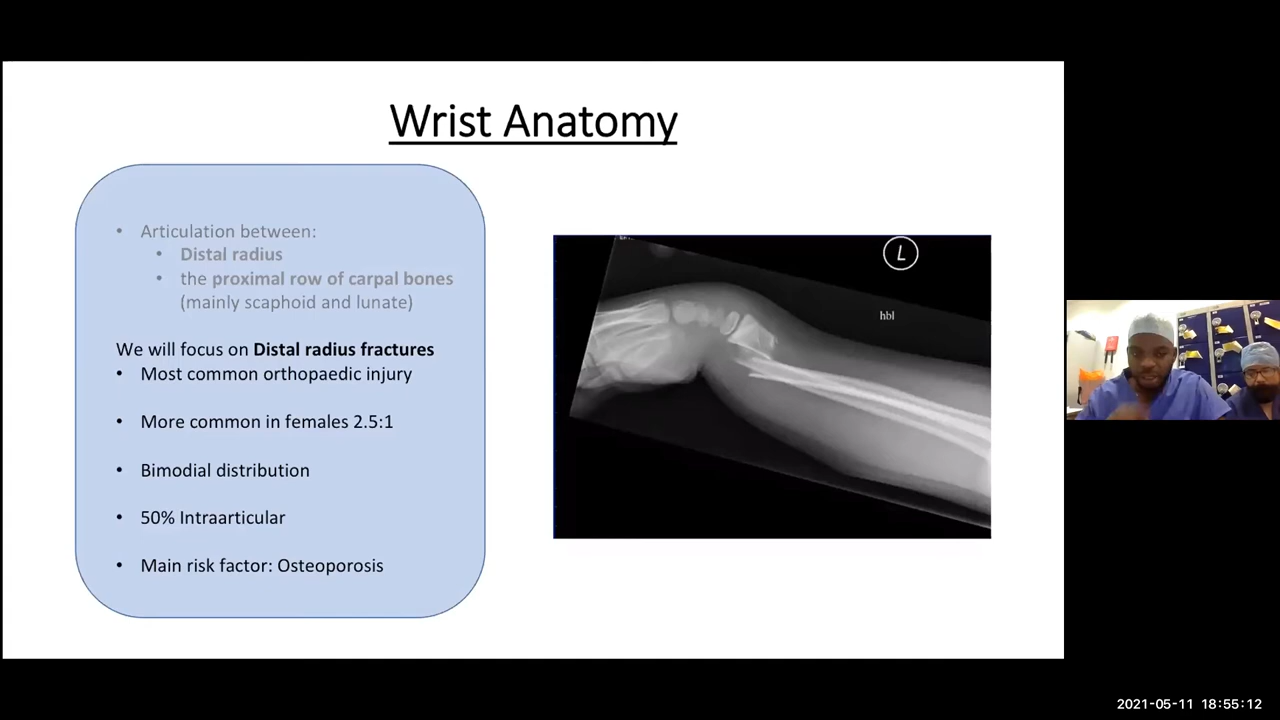 Wrist Anatomy
• Articulation between:
• Distal radius
• the proximal row of carpal bones
(mainly scaphoid and lunate)
We will focus on Distal radius fractures
• Most common orthopaedic injury
• More common in females 2.5:1
• Bimodial distribution
• 50% Intraarticular
• Main risk factor: Osteoporosis
L
hbl
2021-05-11 18:55:12